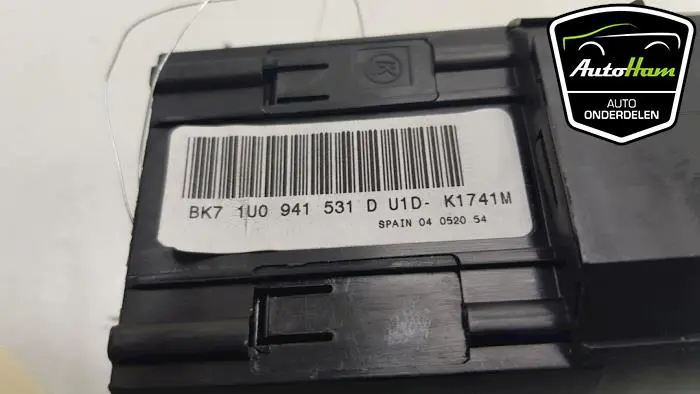 AutoHam
AUTO
ONDERDELEN
K
BK7 1U0 941 531 D U1D- K1741M
SPAIN 04 0520 54